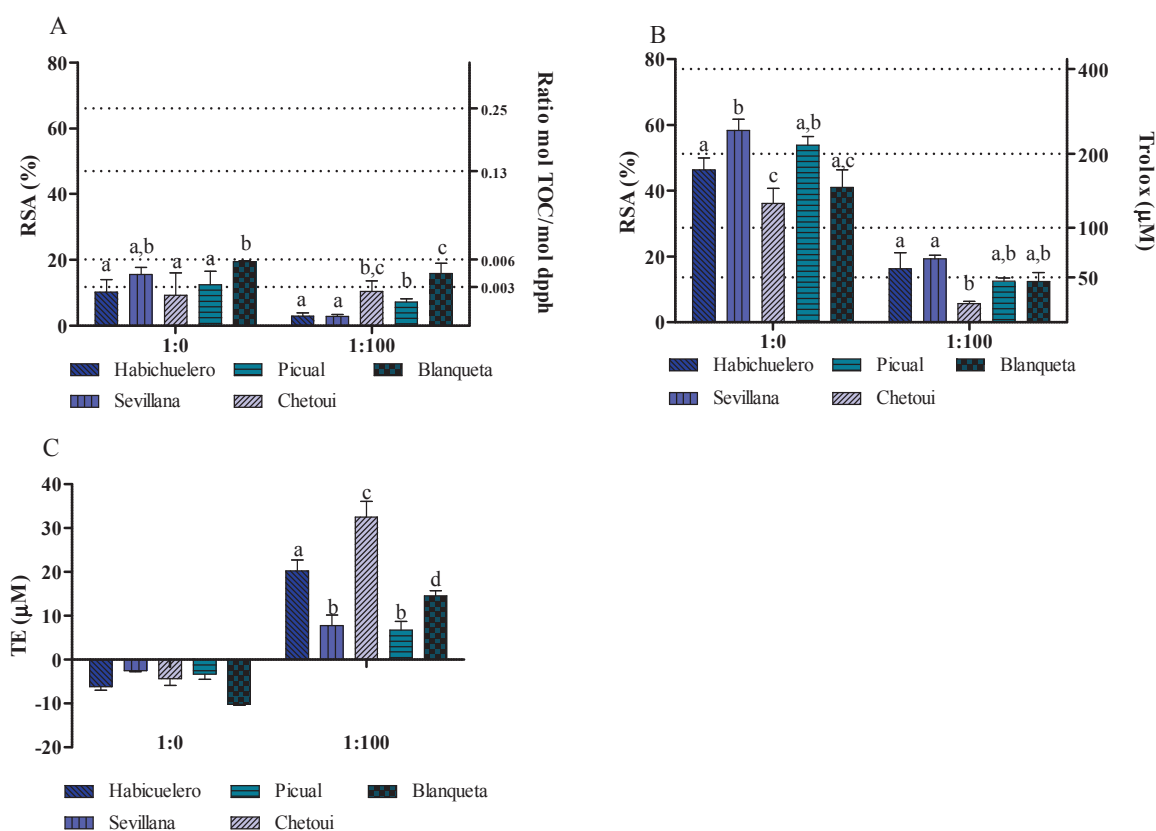 A
RSA (%)
80
60
40
20
0
a
a,b
a
a
b
a
a
b,c
b
c
0.25
0.13
0.006
0.003
Ratio mol TOC/mol dpph
1:0
1:100
Habichuelero
Picual
Blanqueta
Sevillana
Chetoui
B
RSA (%)
80
60
40
20
0
a
b
c
a,b
a,c
a
a
b
a,b
a,b
400
200
100
50
Trolox (µM)
1:0
1:100
Habichuelero
Picual
Blanqueta
Sevillana
Chetoui
C
TE (µM)
40
30
20
10
0
-10
-20
a
b
c
b
d
1:0
1:100
Habicuelero
Picual
Blanqueta
Sevillana
Chetoui